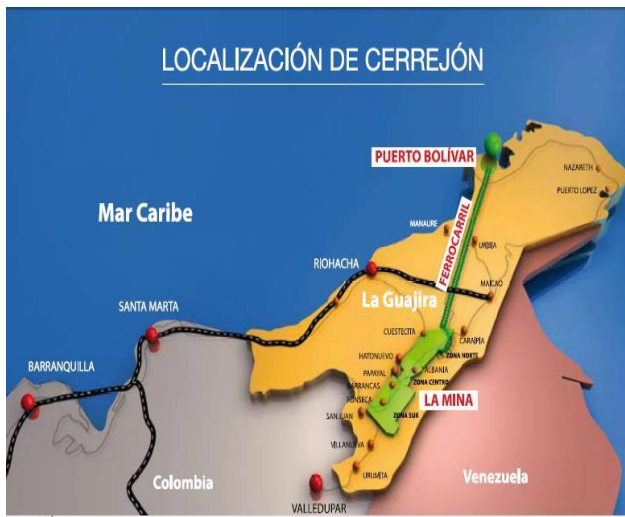 LOCALIZACIÓN DE CERREJÓN
PUERTO BOLÍVAR
NAZARETH
PUERTO LOPEZ
Mar Caribe
MANAURE
FERROCARRIL
URIBIA
RIOHACHA
MAICAO
La Guajira
SANTA MARTA
CUESTECITA
CARAIPIA
HATONUEVO
ZONA NORTE
BARRANQUILLA
PAPAYAL
ALBANIA
BARRANCAS
ZONA CENTRO
FONSECA
LA MINA
SAN JUAN
ZONA SUR
VILLANUEVA
URUMITA
Colombia
Venezuela
VALLEDUPAR